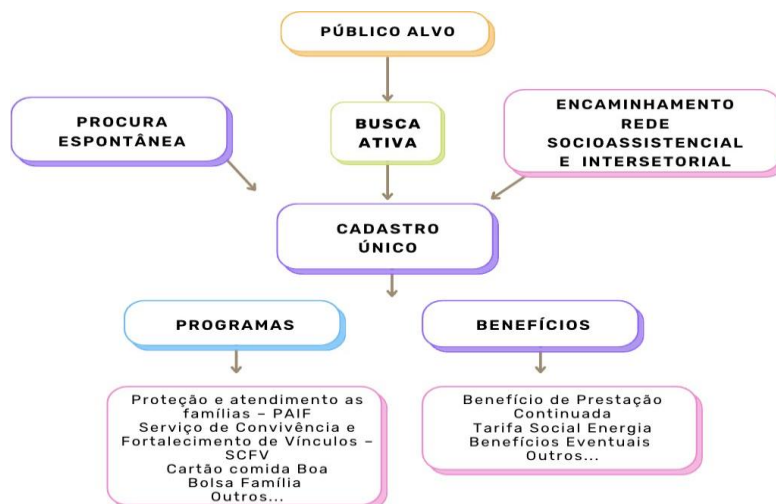 PÚBLICO ALVO
PROCURA
ESPONTÂNEA
BUSCA
ATIVA
ENCAMINHAMENTO
REDE
SOCIOASSISTENCIAL
E INTERSETORIAL
CADASTRO
ÚNICO
PROGRAMAS
BENEFÍCIOS
Proteção e atendimento as
famílias – PAIF
Serviço de Convivência e
Fortalecimento de Vínculos –
SCFV
Cartão comida Boa
Bolsa Família
Outros...
Benefício de Prestação
Continuada
Tarifa Social Energia
Benefícios Eventuais
Outros...